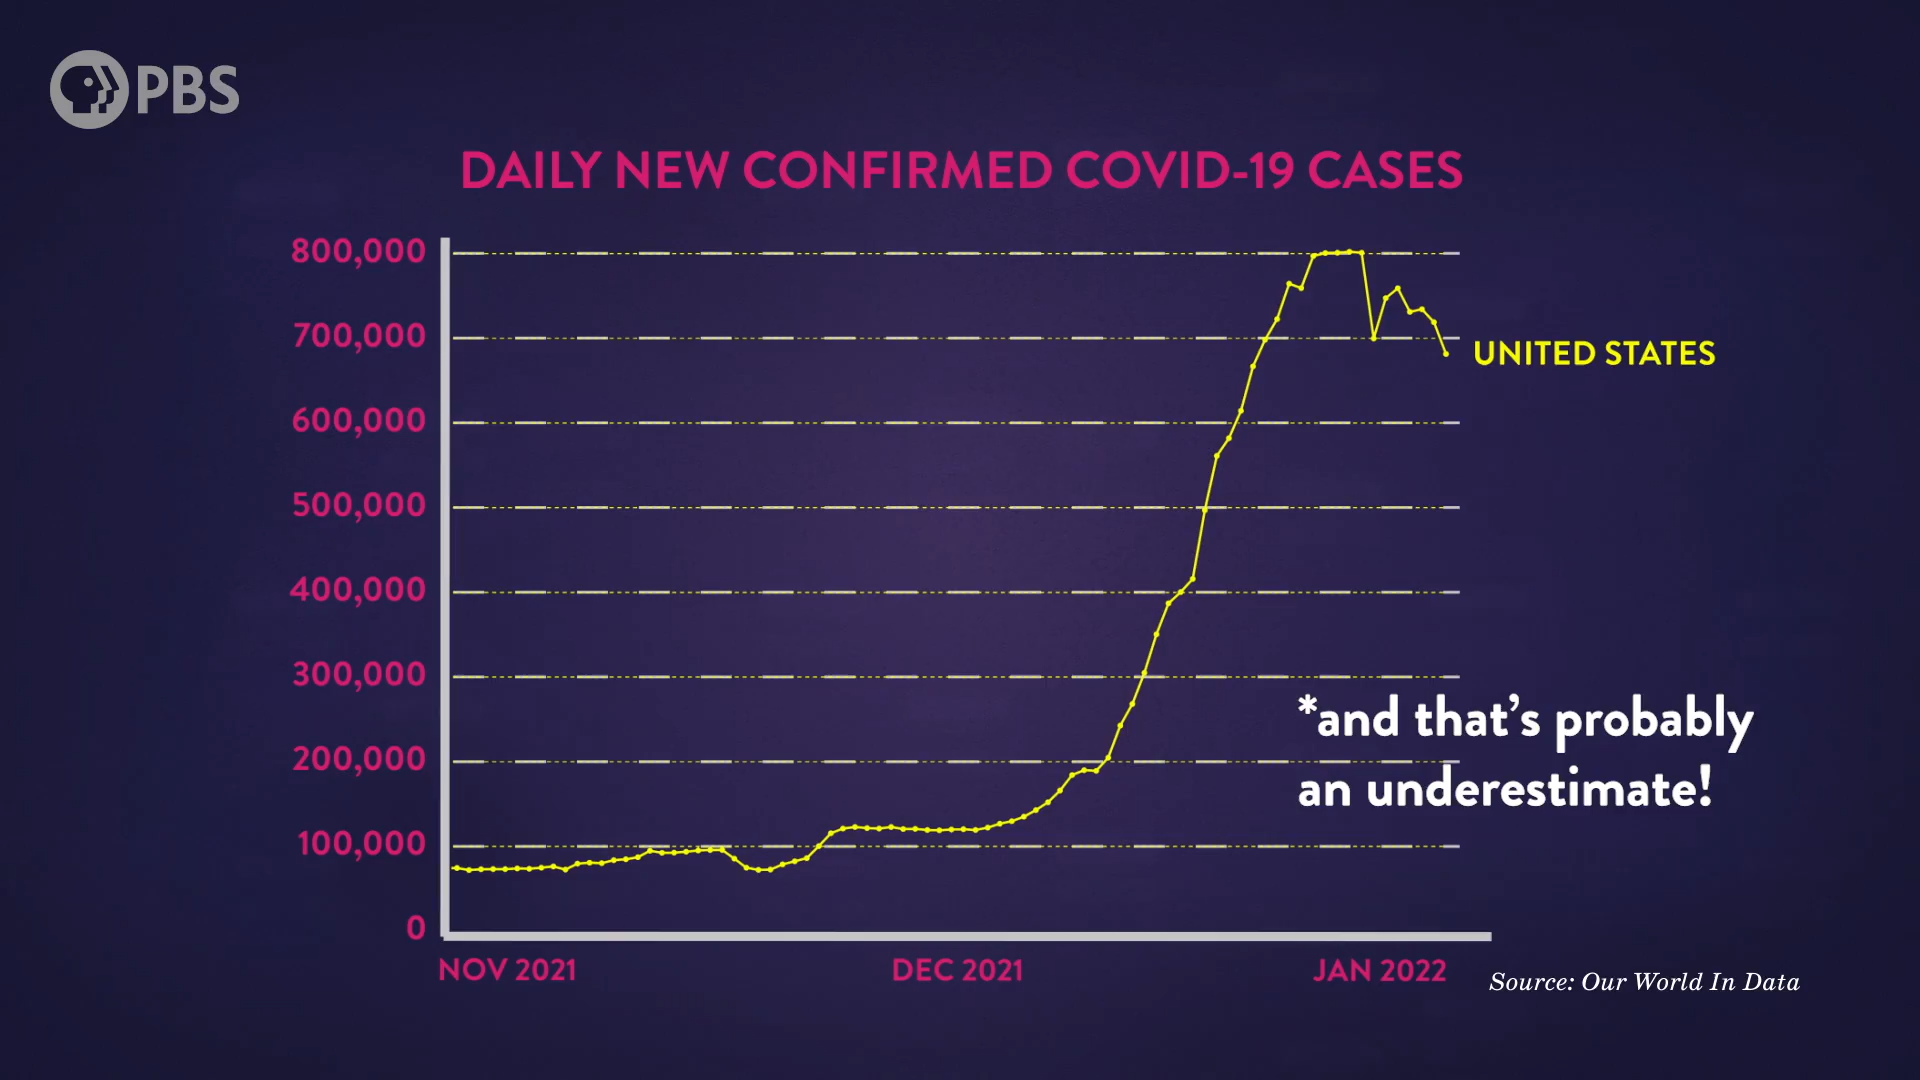 PBS
DAILY NEW CONFIRMED COVID-19 CASES
800,000
700,000
UNITED STATES
600,000
500,000
400,000
300,000
*and that's probably
an underestimate!
200,000
100,000
0
NOV 2021
DEC 2021
JAN 2022
Source: Our World In Data